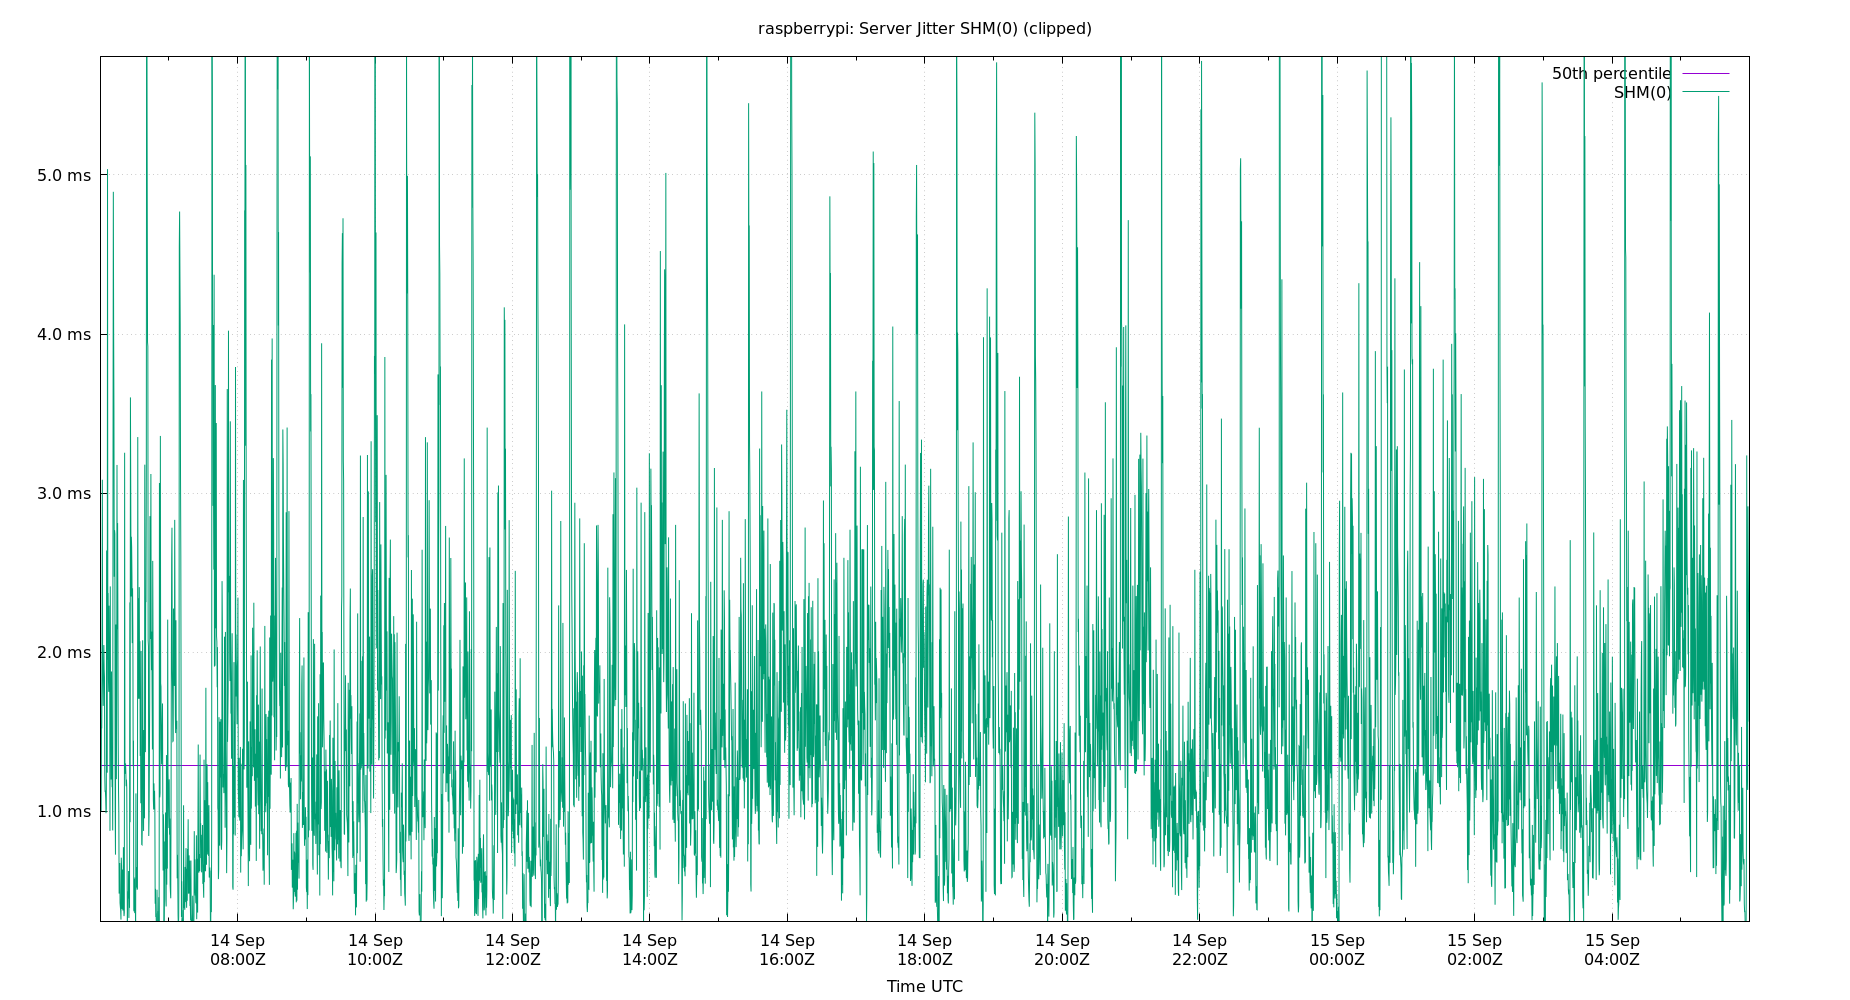 raspberrypi: Server Jitter SHM(0) (clipped)
50th percentile
SHM(0)
5.0 ms
4.0 ms
3.0 ms
2.0 ms
1.0 ms
14 Sep 14 Sep 14 Sep 14 Sep 14 Sep 14 Sep 14 Sep 14 Sep 15 Sep 15 Sep 15 Sep
08:00Z 10:00Z 12:00Z 14:00Z 16:00Z 18:00Z 20:00Z 22:00Z 00:00Z 02:00Z 04:00Z
Time UTC